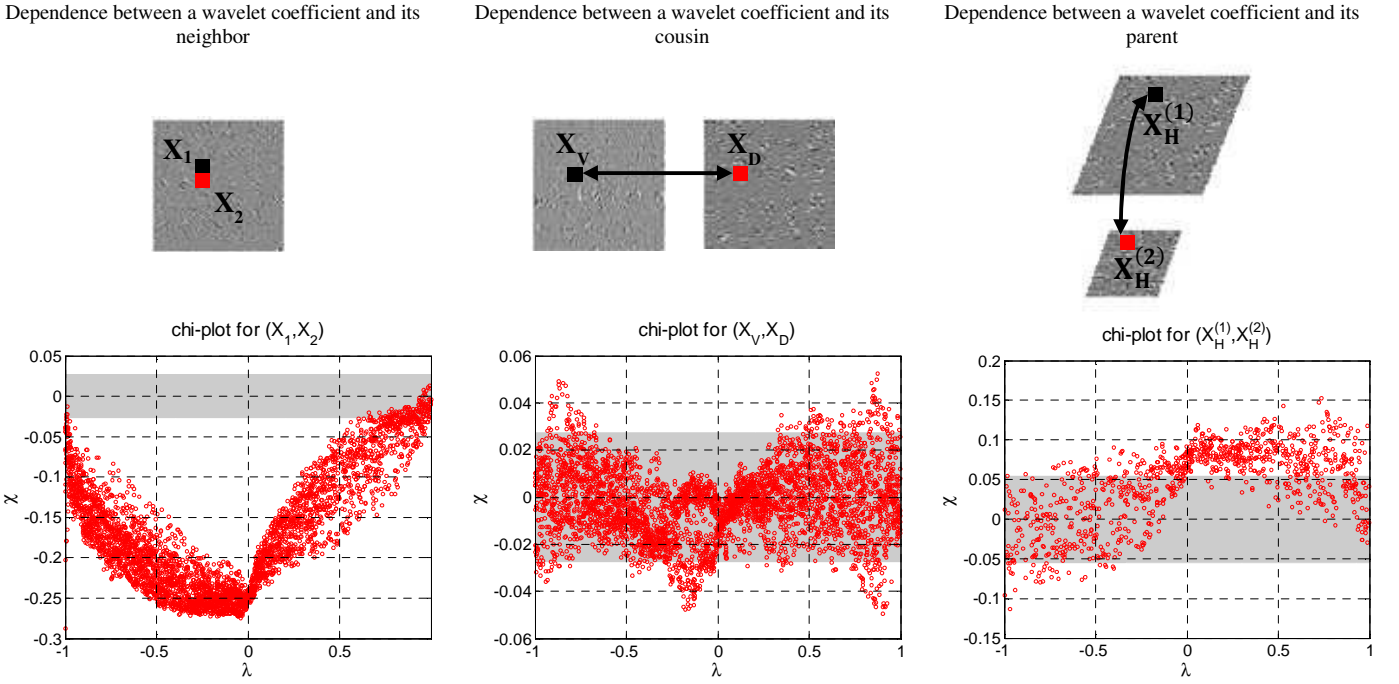 Dependence between a wavelet coefficient and its
neighbor
Dependence between a wavelet coefficient and its
cousin
Dependence between a wavelet coefficient and its
parent
X1
X2
XV
XD
XH(1)
XH(2)
chi-plot for (X1,X2)
0.05
0
-0.05
-0.1
-0.15
-0.2
-0.25
-0.3
χ
-1
-0.5
0
0.5
λ
chi-plot for (XV,XD)
0.06
0.04
0.02
0
-0.02
-0.04
-0.06
χ
-1
-0.5
0
0.5
1
λ
chi-plot for (XH(1),XH(2))
0.2
0.15
0.1
0.05
0
-0.05
-0.1
-0.15
χ
-1
-0.5
0
0.5
1
λ